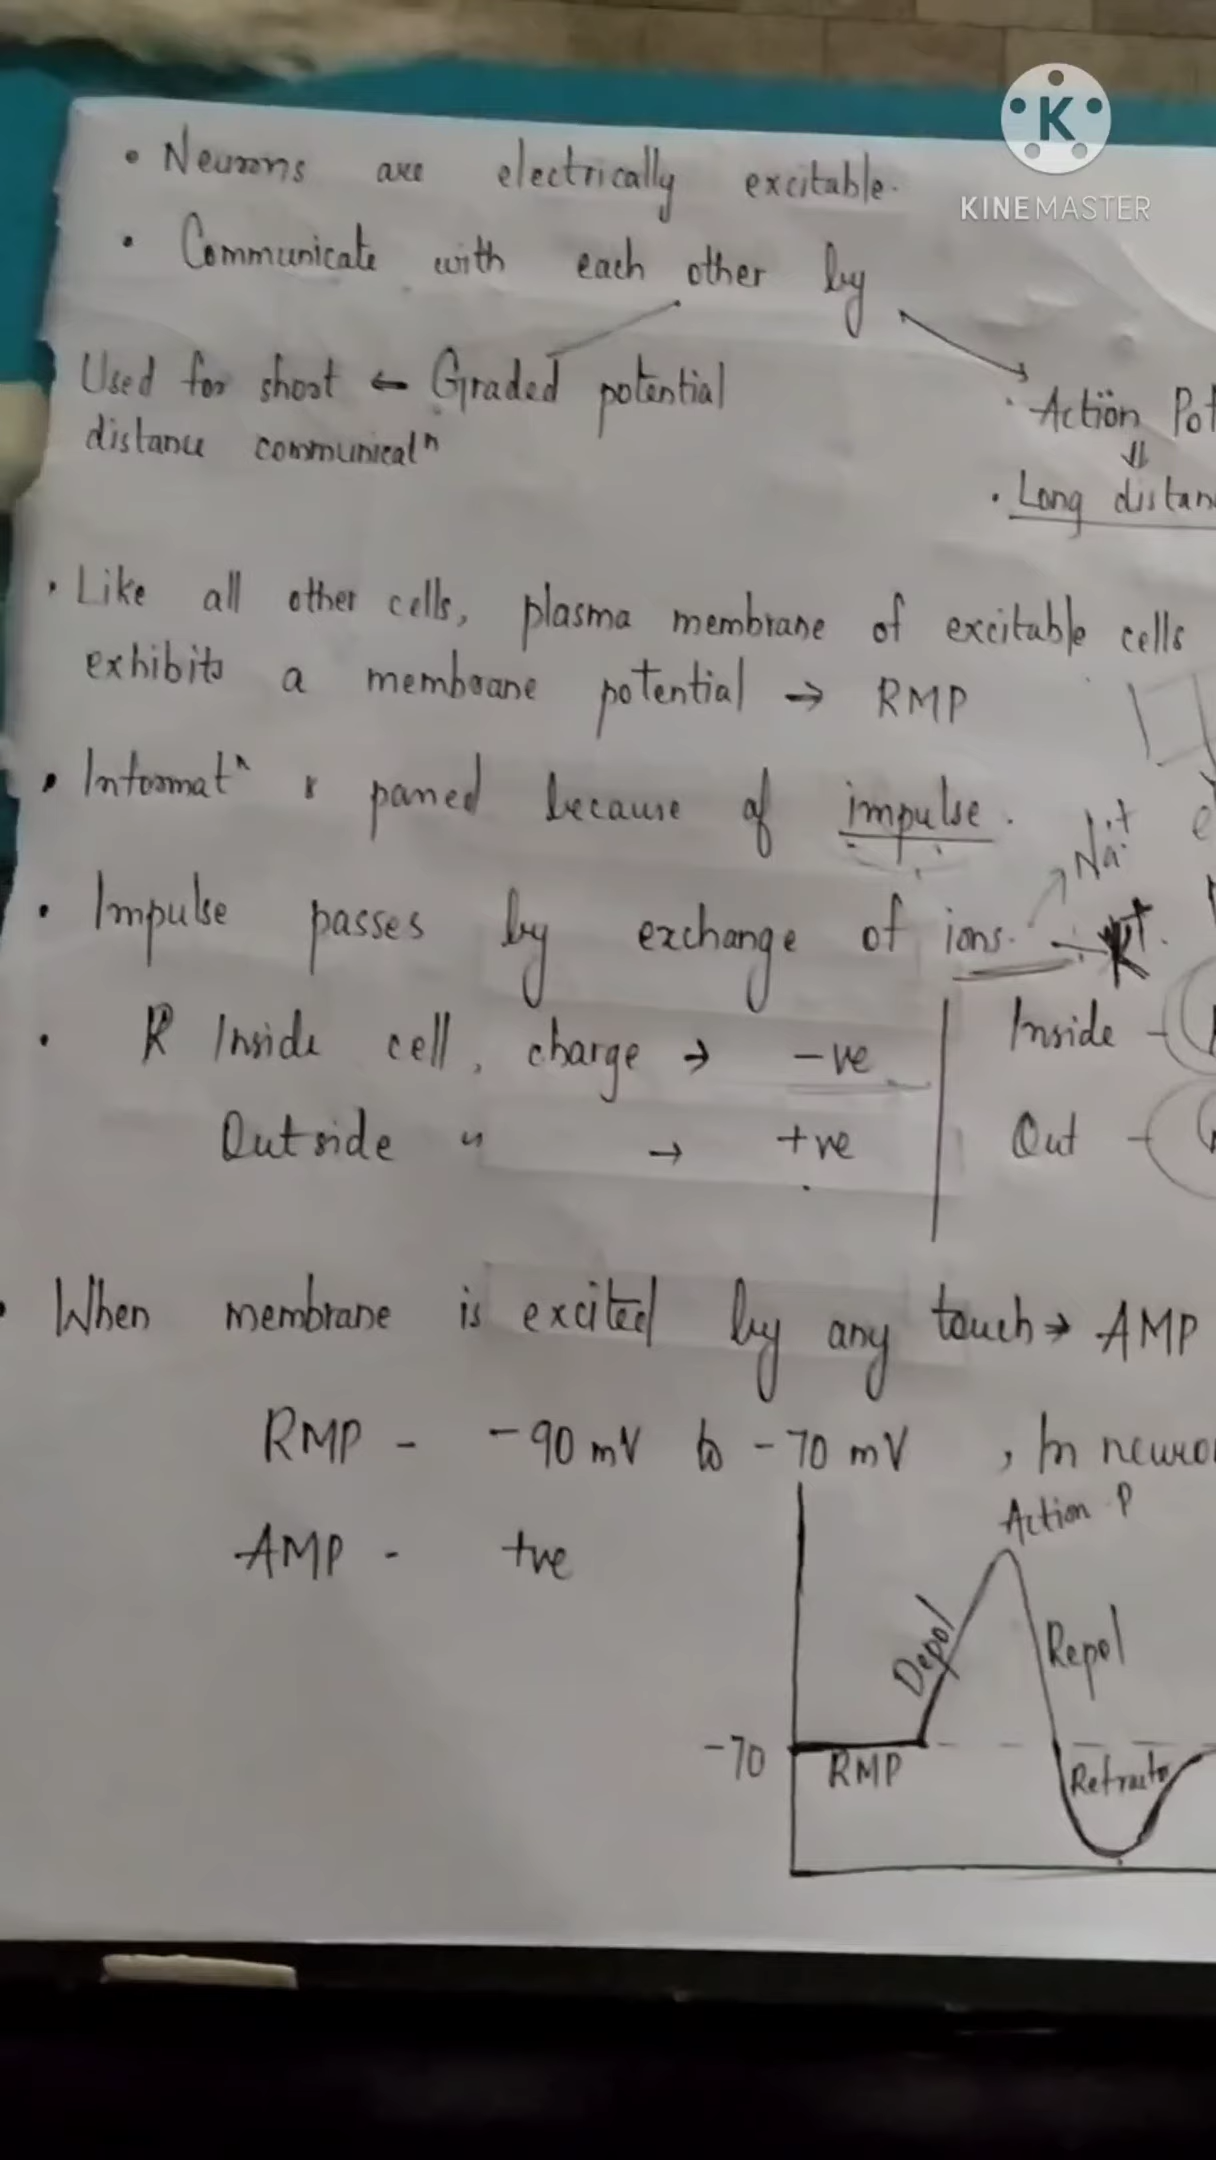 K
KINEMASTER
• Neurons are electrically excitable.
• Communicate with each other by
Used for short ← Graded potential
distance communicatⁿ
• Action Pot
⇓
• Long distan
• Like all other cells, plasma membrane of excitable cells
exhibits a membrane potential → RMP
• Informatⁿ is passed because of impulse.
• Impulse passes by exchange of ions. → Na⁺
→ K⁺.
• Inside cell, charge → -ve
Outside " → +ve
Inside -
Out -
• When membrane is excited by any touch → AMP
RMP - -90 mV to -70 mV , In neuro
AMP - +ve
Action P
Depol
Repol
-70
RMP
Refracto